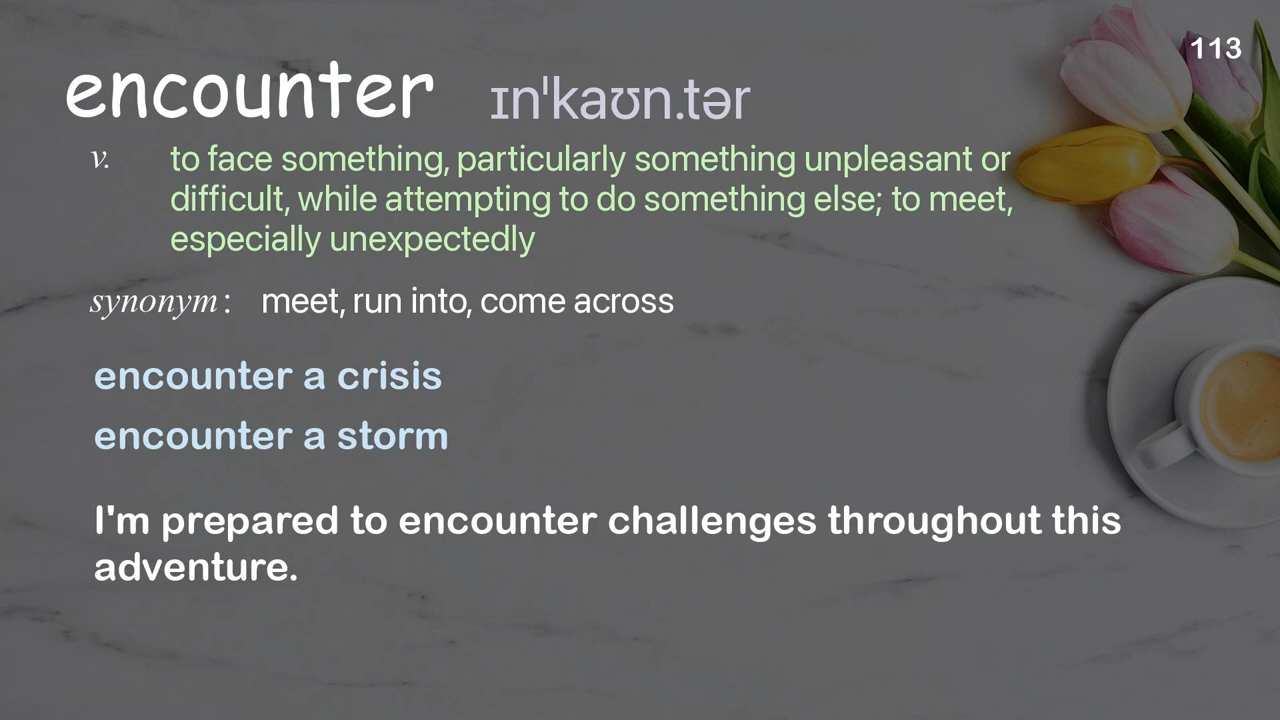 113
encounter ɪnˈkaʊn.tər
v. to face something, particularly something unpleasant or
difficult, while attempting to do something else; to meet,
especially unexpectedly
synonym: meet, run into, come across
encounter a crisis
encounter a storm
I'm prepared to encounter challenges throughout this
adventure.